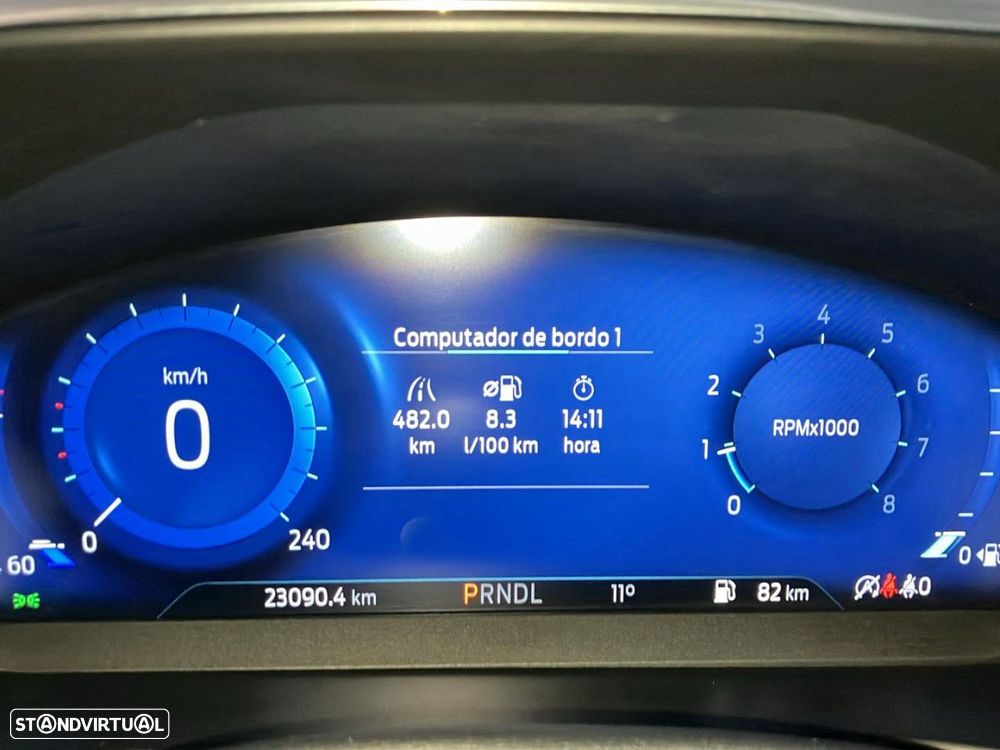 Computador de bordo 1
km/h
0
482.0 8.3 14:11
km l/100 km hora
0 240
60
3 4 5
2 6
1 7
0 8
RPMx1000
0
23090.4 km PRNDL 11º 82 km
0
STANDVIRTUAL